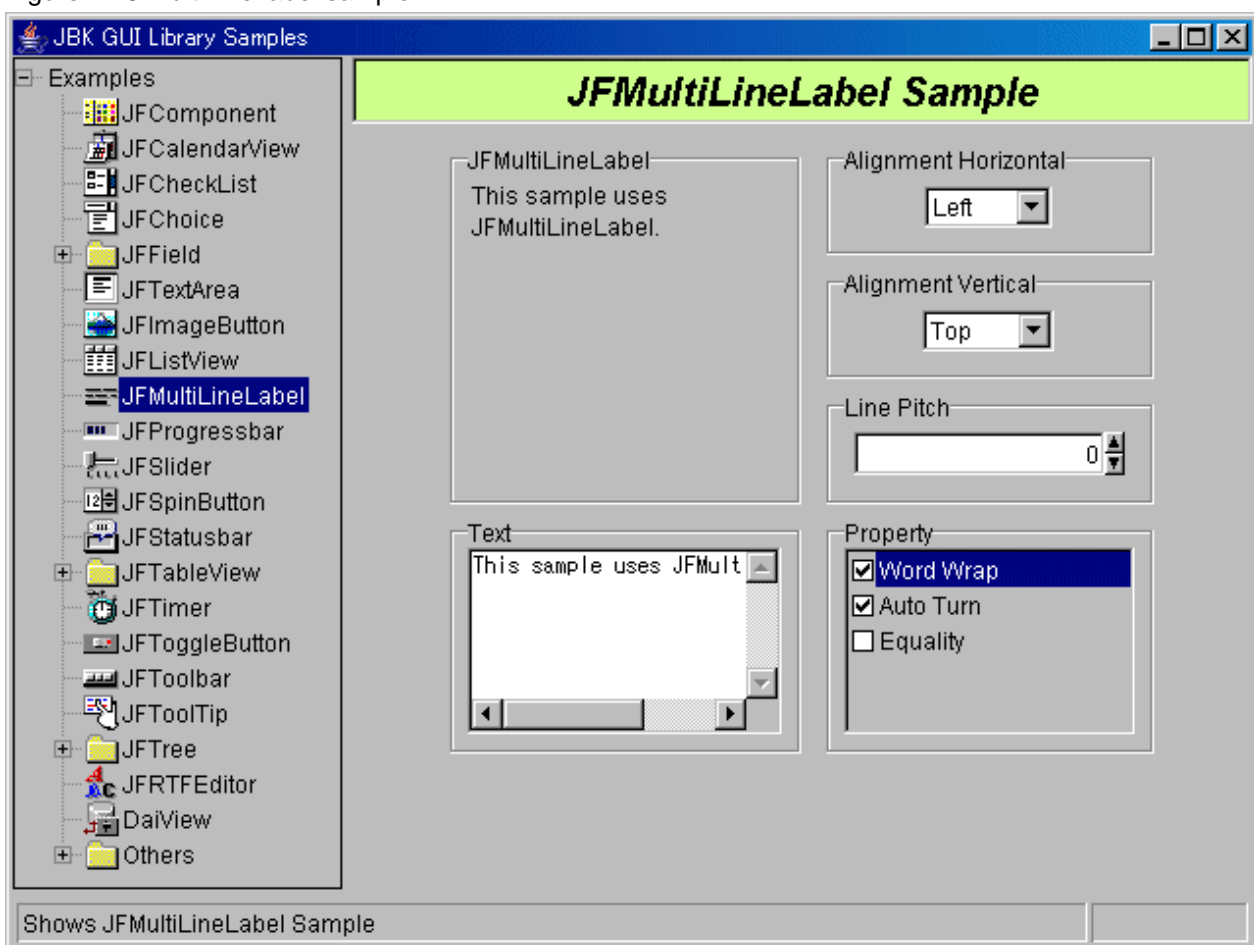 JBK GUI Library Samples
Examples
JFComponent
JFCalendarView
JFCheckList
JFChoice
JFField
JFTextArea
JFImageButton
JFListView
JFMultiLineLabel
JFProgressbar
JFSlider
JFSpinButton
JFStatusbar
JFTableView
JFTimer
JFToggleButton
JFToolbar
JFToolTip
JFTree
JFRTFEditor
DaiView
Others
JFMultiLineLabel Sample
JFMultiLineLabel
This sample uses
JFMultiLineLabel.
Alignment Horizontal
Left
Alignment Vertical
Top
Line Pitch
0
Text
This sample uses JFMult
Property
Word Wrap
Auto Turn
Equality
Shows JFMultiLineLabel Sample